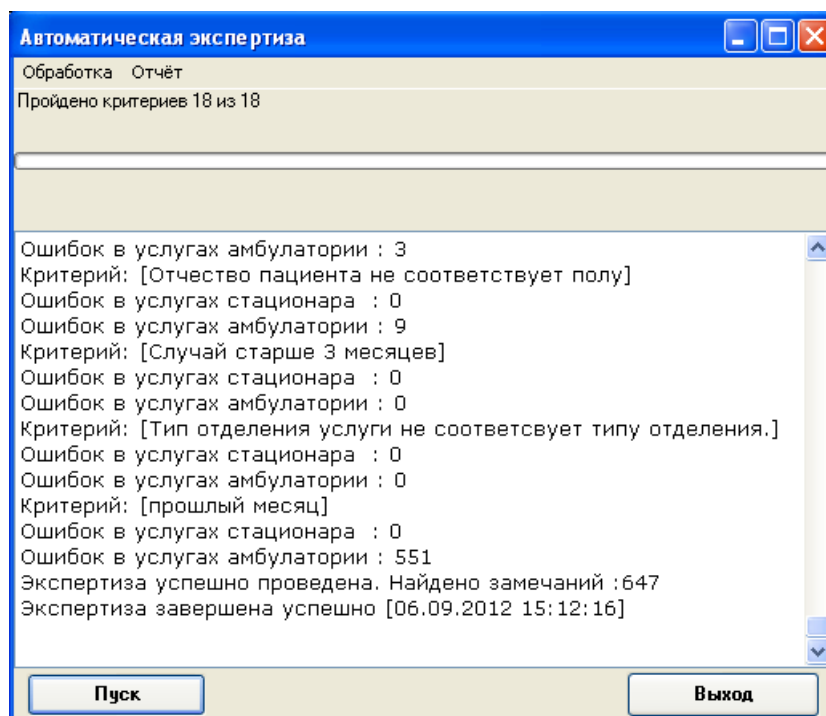 Автоматическая экспертиза
Обработка Отчёт
Пройдено критериев 18 из 18
Ошибок в услугах амбулатории : 3
Критерий: [Отчество пациента не соответствует полу]
Ошибок в услугах стационара : 0
Ошибок в услугах амбулатории : 9
Критерий: [Случай старше 3 месяцев]
Ошибок в услугах стационара : 0
Ошибок в услугах амбулатории : 0
Критерий: [Тип отделения услуги не соответсвует типу отделения.]
Ошибок в услугах стационара : 0
Ошибок в услугах амбулатории : 0
Критерий: [прошлый месяц]
Ошибок в услугах стационара : 0
Ошибок в услугах амбулатории : 551
Экспертиза успешно проведена. Найдено замечаний :647
Экспертиза завершена успешно [06.09.2012 15:12:16]
Пуск Выход